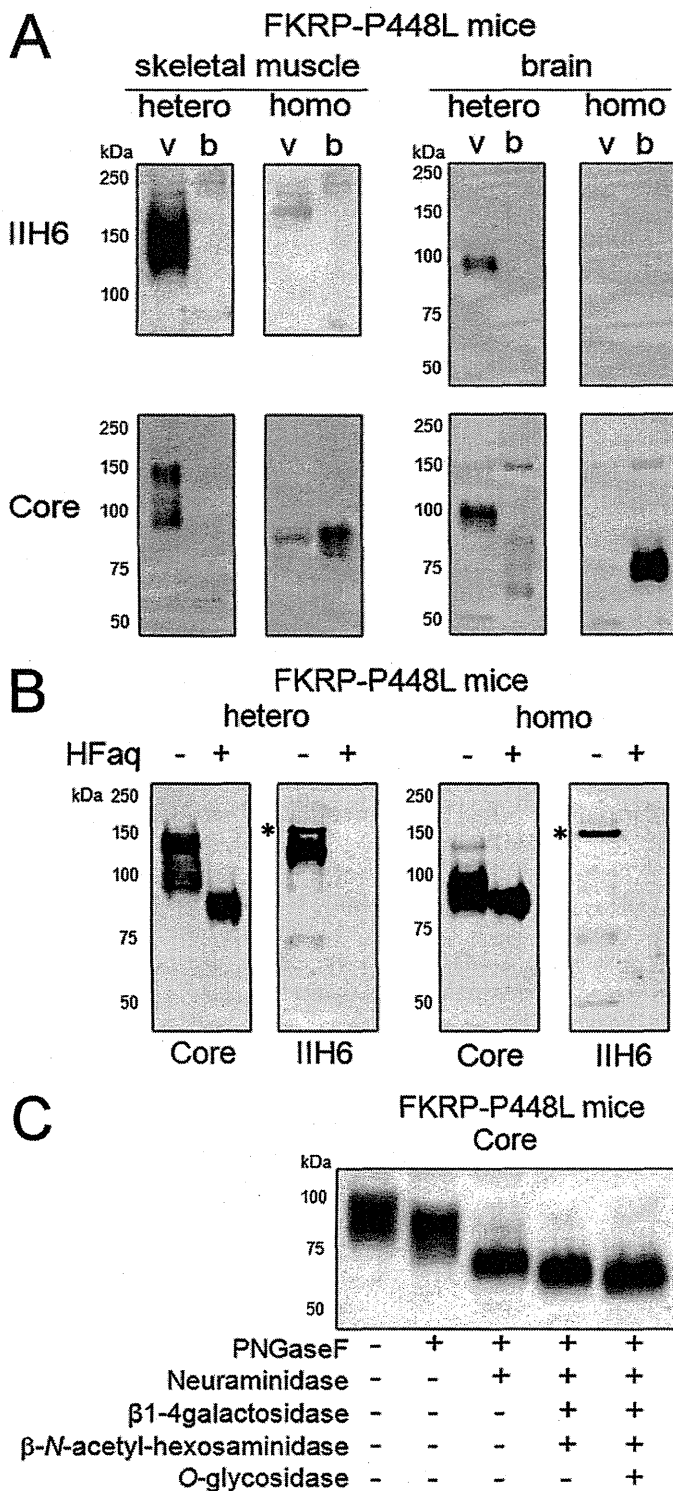 A
FKRP-P448L mice
skeletal muscle brain
hetero homo hetero homo
kDa v b v b kDa v b v b
IIH6
250
150
100
250
150
100
75
50
Core
250
150
100
75
50
250
150
100
75
50
B
FKRP-P448L mice
hetero homo
HFaq - + - + - + - +
kDa
250
150
100
75
50
*
250
150
100
75
50
*
Core IIH6 Core IIH6
C
FKRP-P448L mice
Core
kDa
100
75
50
PNGaseF - + + + +
Neuraminidase - - + + +
β1-4galactosidase - - - + +
β-N-acetyl-hexosaminidase - - - + +
O-glycosidase - - - - +